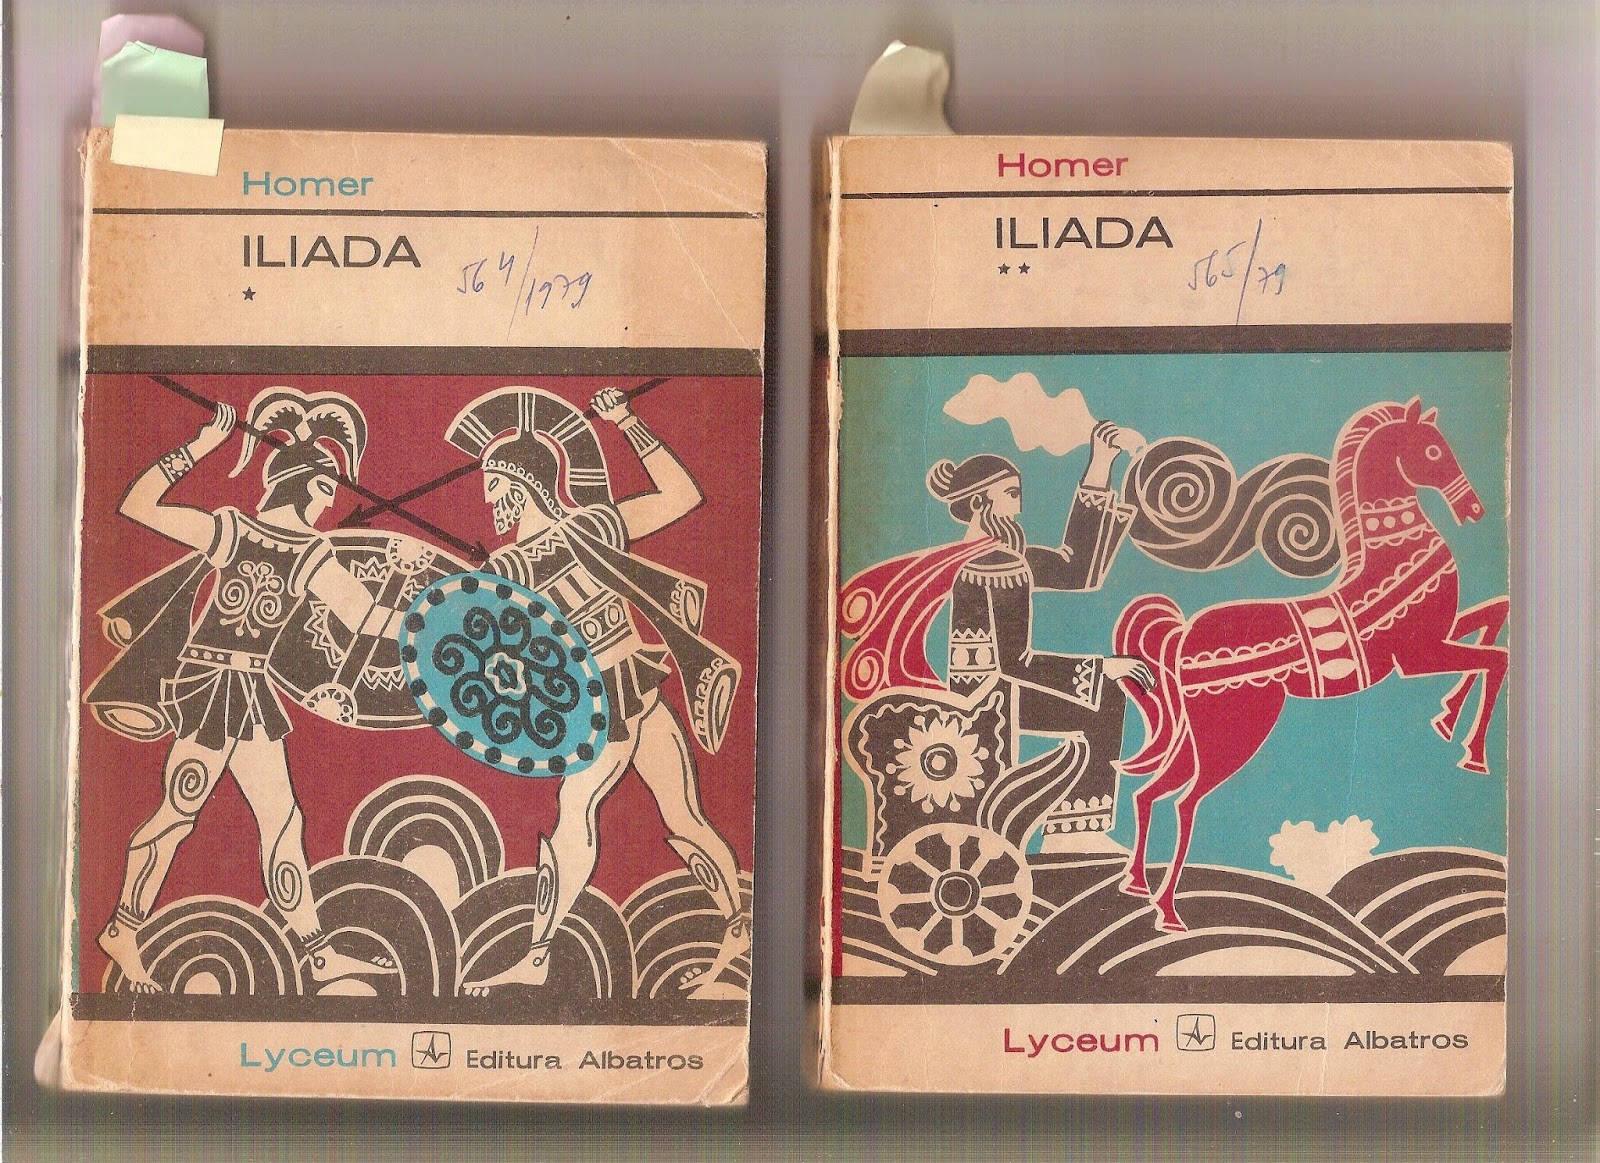 Homer
ILIADA
*
564/1979
Lyceum Editura Albatros
Homer
ILIADA
**
565/79
Lyceum Editura Albatros